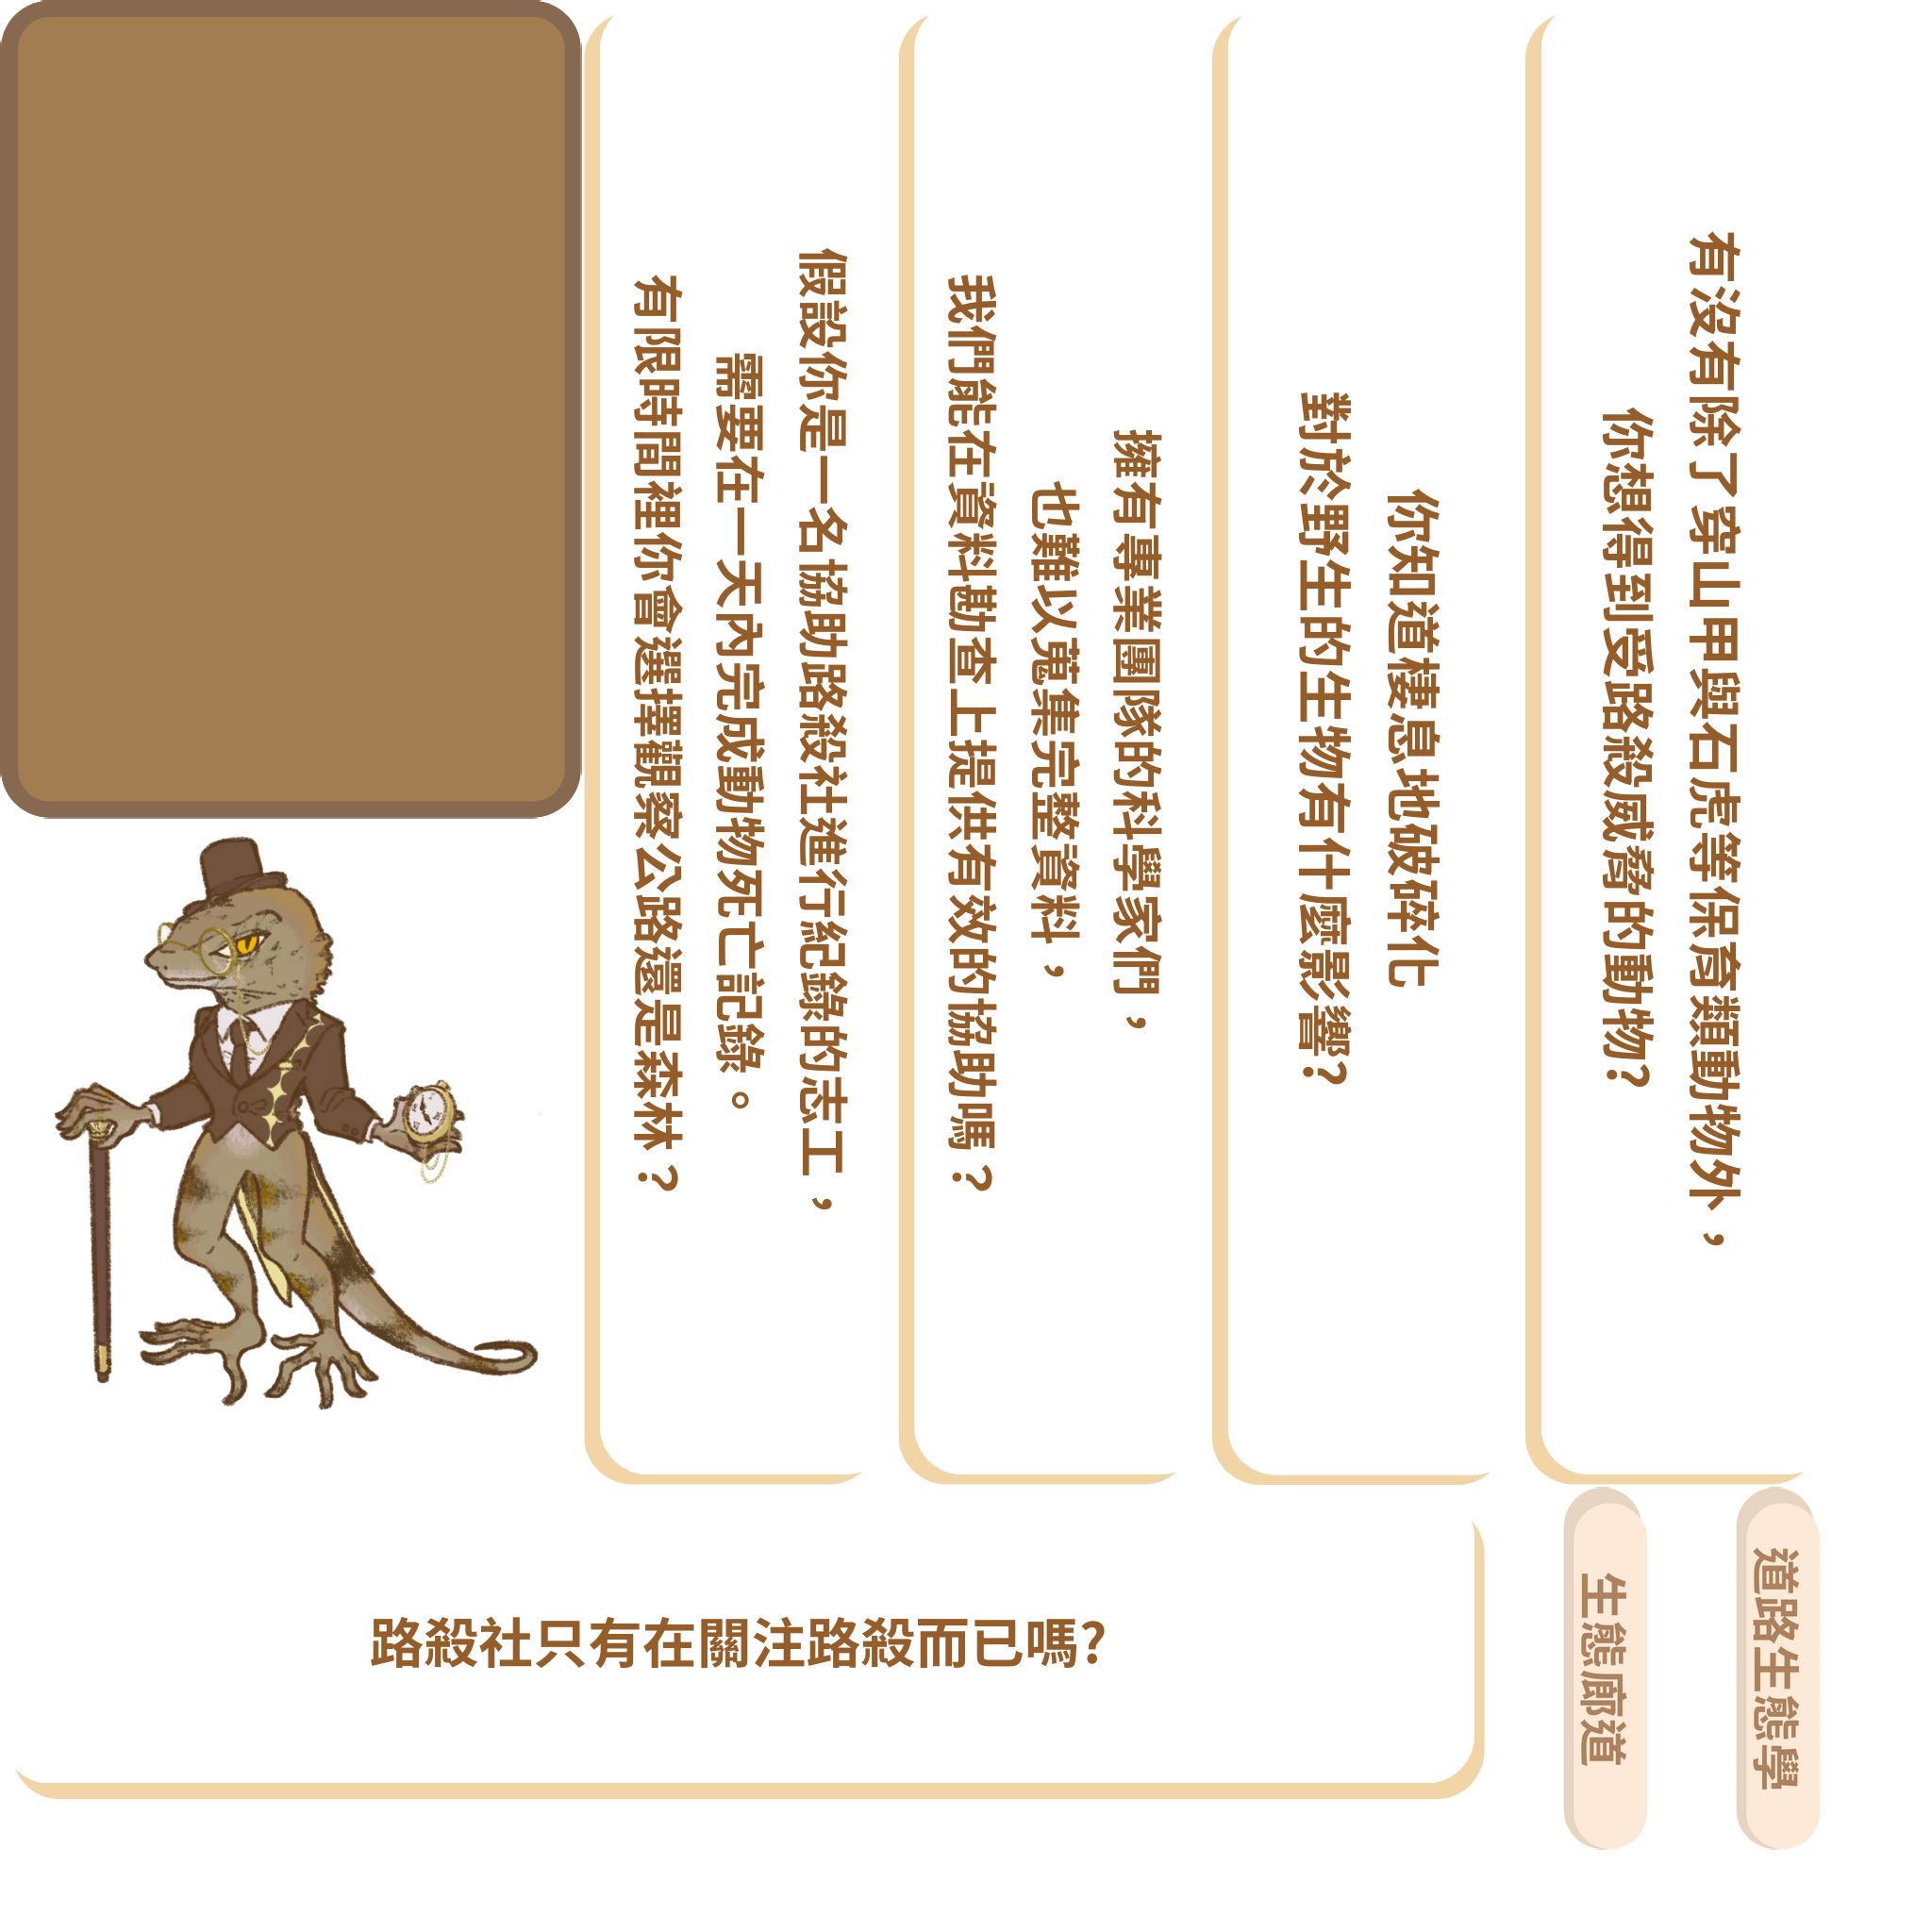 有沒有除了穿山甲與石虎等保育類動物外，
你想得到受路殺威脅的動物?
你知道棲息地破碎化
對於野生的生物有什麼影響?
擁有專業團隊的科學家們，
也難以蒐集完整資料，
我們能在資料勘查上提供有效的協助嗎？
假設你是一名協助路殺社進行紀錄的志工，
需要在一天內完成動物死亡記錄。
有限時間裡你會選擇觀察公路還是森林？
路殺社只有在關注路殺而已嗎?
道路生態學
生態廊道